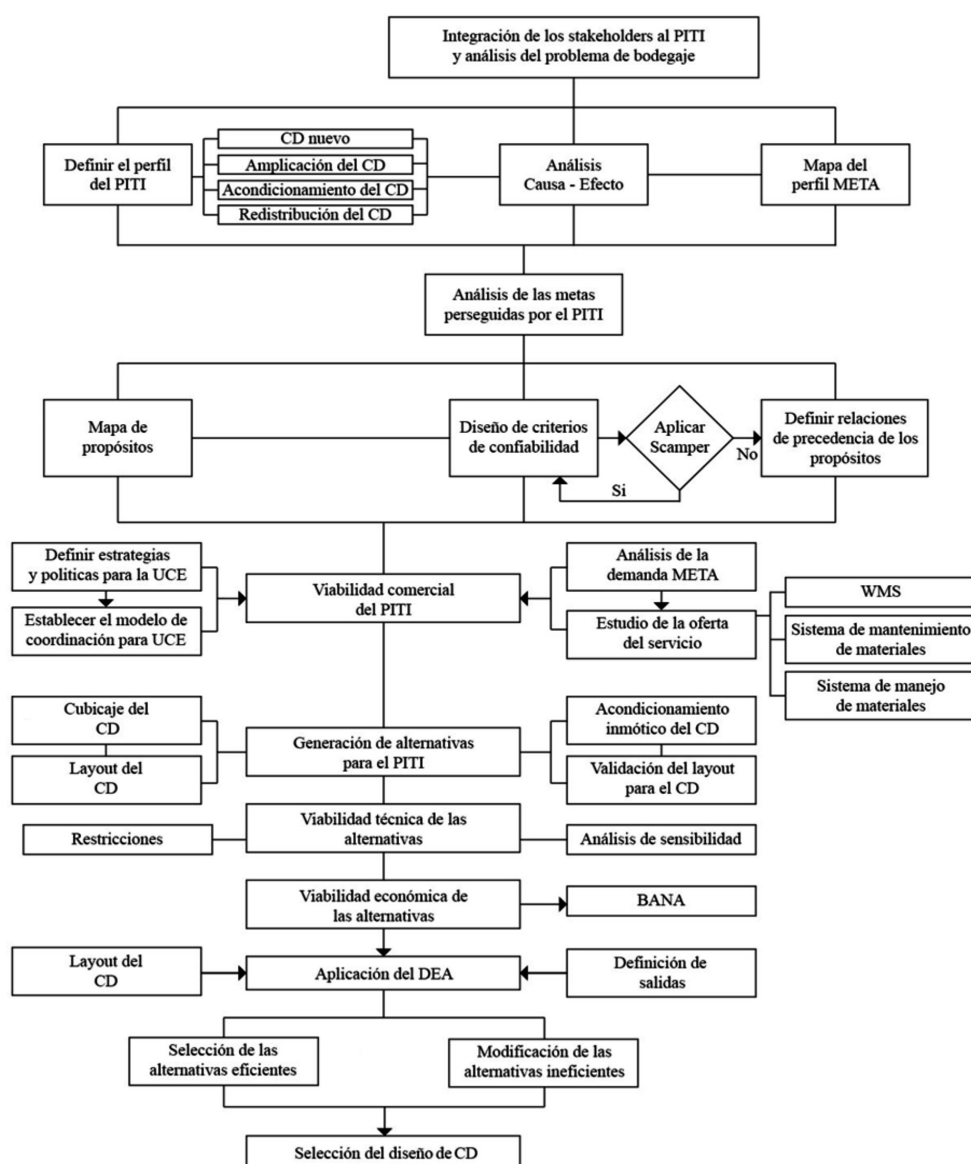 Integración de los stakeholders al PITI
y análisis del problema de bodegaje
Definir el perfil
del PITI
CD nuevo
Amplicación del CD
Acondicionamiento del CD
Redistribución del CD
Análisis
Causa - Efecto
Mapa del
perfil META
Análisis de las metas
perseguidas por el PITI
Mapa de
propósitos
Diseño de criterios
de confiabilidad
Aplicar
Scamper
No
Si
Definir relaciones
de precedencia de los
propósitos
Definir estrategias
y politicas para la UCE
Establecer el modelo de
coordinación para UCE
Viabilidad comercial
del PITI
Análisis de la
demanda META
Estudio de la oferta
del servicio
WMS
Sistema de mantenimiento
de materiales
Sistema de manejo
de materiales
Cubicaje del
CD
Layout del
CD
Generación de alternativas
para el PITI
Acondicionamiento
inmótico del CD
Validación del layout
para el CD
Restricciones
Viabilidad técnica de las
alternativas
Análisis de sensibilidad
Viabilidad económica de
las alternativas
BANA
Layout del
CD
Aplicación del DEA
Definición de
salidas
Selección de las
alternativas eficientes
Modificación de las
alternativas ineficientes
Selección del diseño de CD